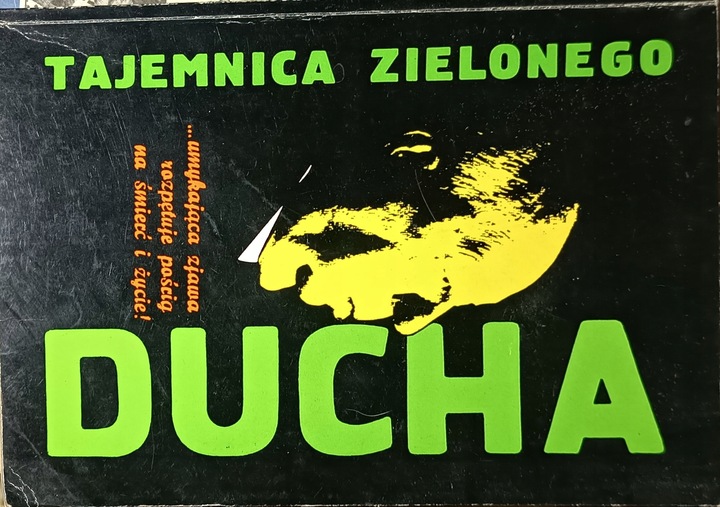 TAJEMNICA ZIELONEGO
...umykająca zjawa
rozpętuje pościg
na śmierć i życie!
DUCHA